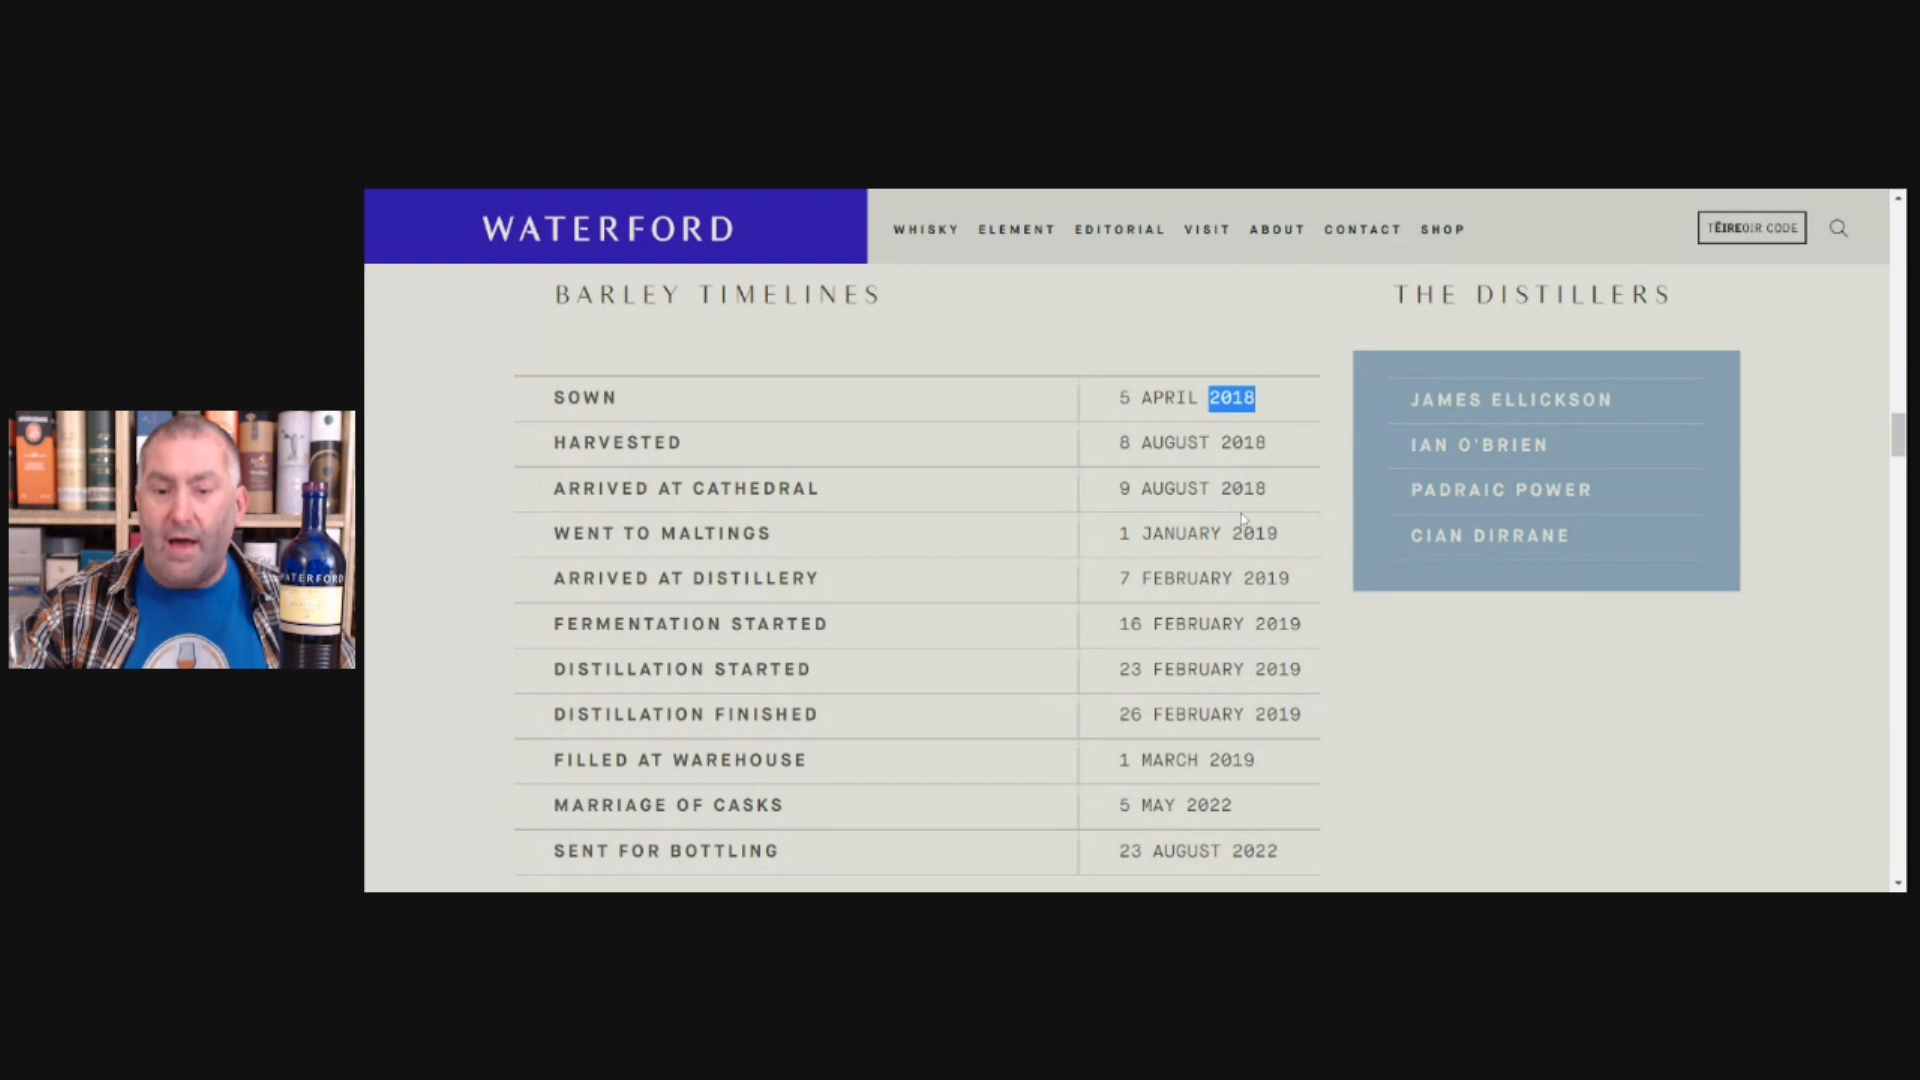 WATERFORD
WHISKY ELEMENT EDITORIAL VISIT ABOUT CONTACT SHOP
TĒIREOIR CODE
BARLEY TIMELINES
THE DISTILLERS
SOWN 5 APRIL 2018
HARVESTED 8 AUGUST 2018
ARRIVED AT CATHEDRAL 9 AUGUST 2018
WENT TO MALTINGS 1 JANUARY 2019
ARRIVED AT DISTILLERY 7 FEBRUARY 2019
FERMENTATION STARTED 16 FEBRUARY 2019
DISTILLATION STARTED 23 FEBRUARY 2019
DISTILLATION FINISHED 26 FEBRUARY 2019
FILLED AT WAREHOUSE 1 MARCH 2019
MARRIAGE OF CASKS 5 MAY 2022
SENT FOR BOTTLING 23 AUGUST 2022
JAMES ELLICKSON
IAN O'BRIEN
PADRAIC POWER
CIAN DIRRANE
WATERFORD